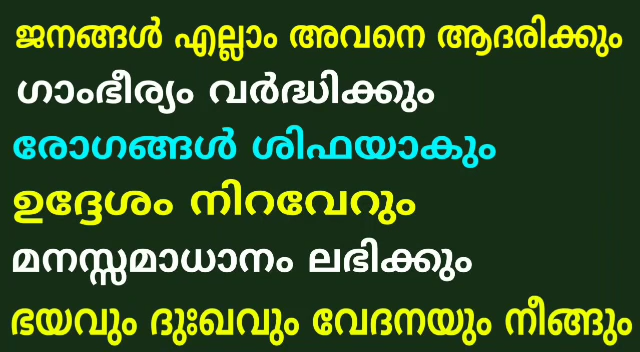 ജനങ്ങൾ എല്ലാം അവനെ ആദരിക്കും
ഗാംഭീര്യം വർദ്ധിക്കും
രോഗങ്ങൾ ശിഫയാകും
ഉദ്ദേശം നിറവേറും
മനസ്സമാധാനം ലഭിക്കും
ഭയവും ദുഃഖവും വേദനയും നീങ്ങും